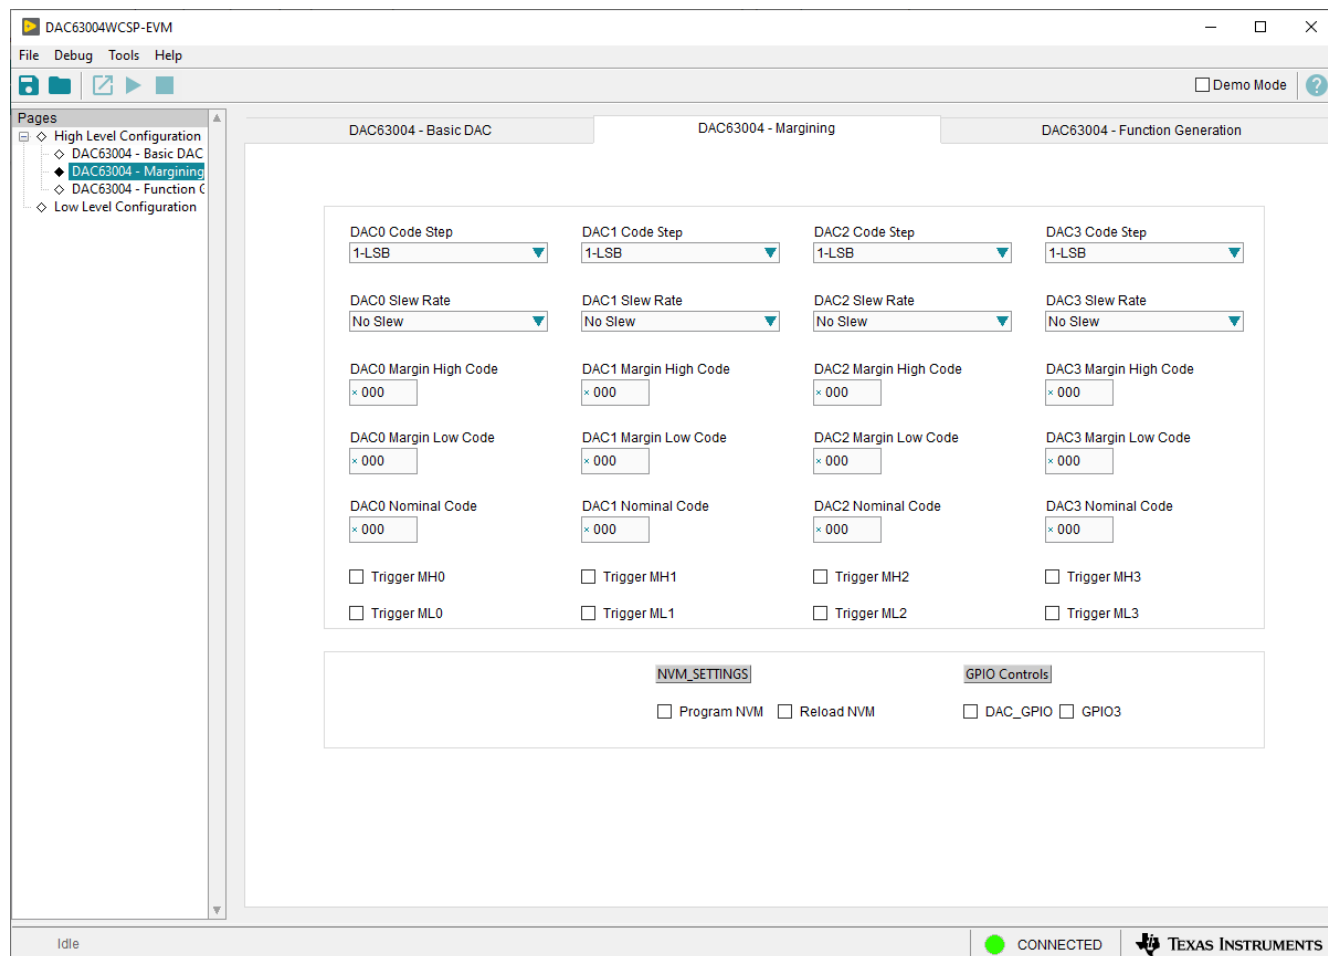 DAC63004WCSP-EVM
File Debug Tools Help
Demo Mode ?
Pages
High Level Configuration
DAC63004 - Basic DAC
DAC63004 - Margining
DAC63004 - Function
Low Level Configuration
DAC63004 - Basic DAC DAC63004 - Margining DAC63004 - Function Generation
DAC0 Code Step DAC1 Code Step DAC2 Code Step DAC3 Code Step
1-LSB 1-LSB 1-LSB 1-LSB
DAC0 Slew Rate DAC1 Slew Rate DAC2 Slew Rate DAC3 Slew Rate
No Slew No Slew No Slew No Slew
DAC0 Margin High Code DAC1 Margin High Code DAC2 Margin High Code DAC3 Margin High Code
× 000 × 000 × 000 × 000
DAC0 Margin Low Code DAC1 Margin Low Code DAC2 Margin Low Code DAC3 Margin Low Code
× 000 × 000 × 000 × 000
DAC0 Nominal Code DAC1 Nominal Code DAC2 Nominal Code DAC3 Nominal Code
× 000 × 000 × 000 × 000
Trigger MH0 Trigger MH1 Trigger MH2 Trigger MH3
Trigger ML0 Trigger ML1 Trigger ML2 Trigger ML3
NVM_SETTINGS GPIO Controls
Program NVM Reload NVM DAC_GPIO GPIO3
Idle CONNECTED TEXAS INSTRUMENTS